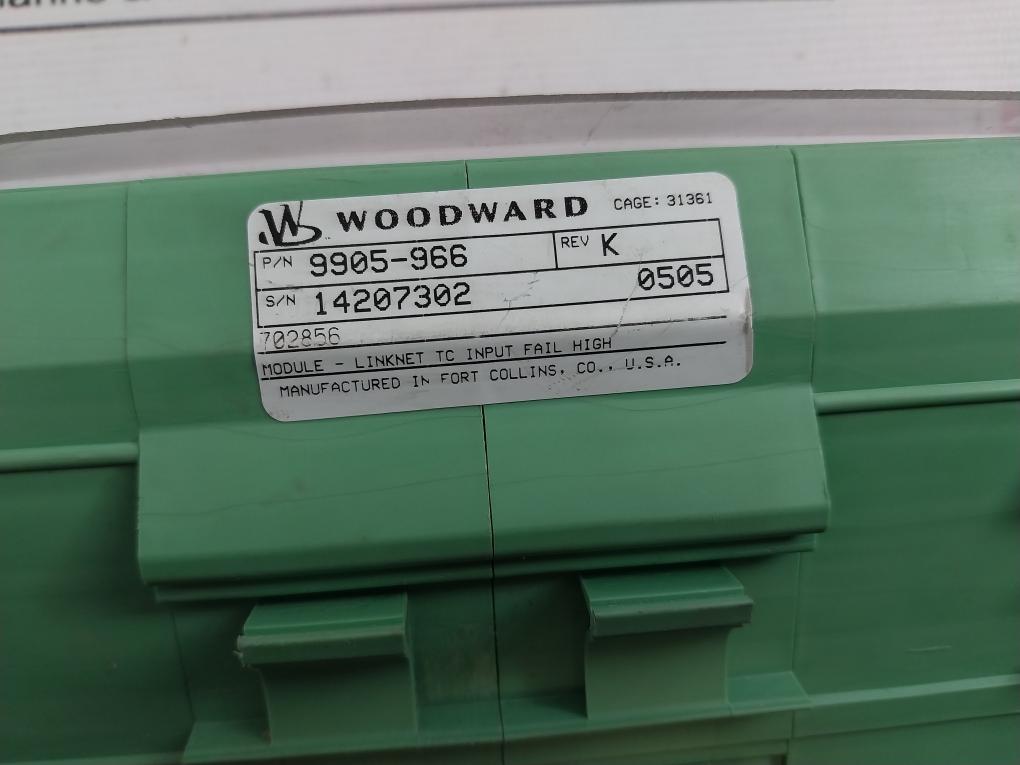 WOODWARD CAGE: 31361
P/N 9905-966 REV K
S/N 14207302 0505
702856
MODULE - LINKNET TC INPUT FAIL HIGH
MANUFACTURED IN FORT COLLINS, CO., U.S.A.